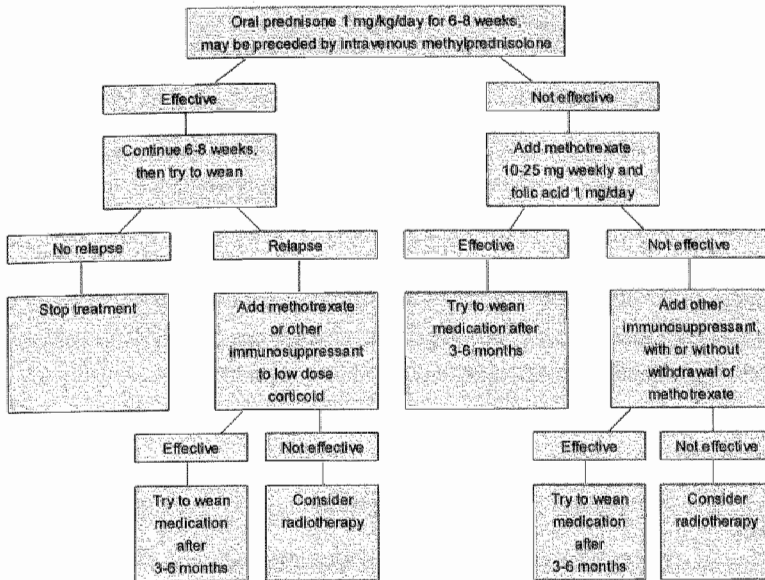 Oral prednisone 1 mg/kg/day for 6-8 weeks,
may be preceded by intravenous methylprednisolone
Effective
Not effective
Continue 6-8 weeks,
then try to wean
Add methotrexate
10-25 mg weekly and
folic acid 1 mg/day
No relapse
Relapse
Effective
Not effective
Stop treatment
Add methotrexate
or other
immunosuppressant
to low dose
corticoid
Try to wean
medication after
3-6 months
Add other
immunosuppressant,
with or without
withdrawal of
methotrexate
Effective
Not effective
Effective
Not effective
Try to wean
medication
after
3-6 months
Consider
radiotherapy
Try to wean
medication
after
3-6 months
Consider
radiotherapy